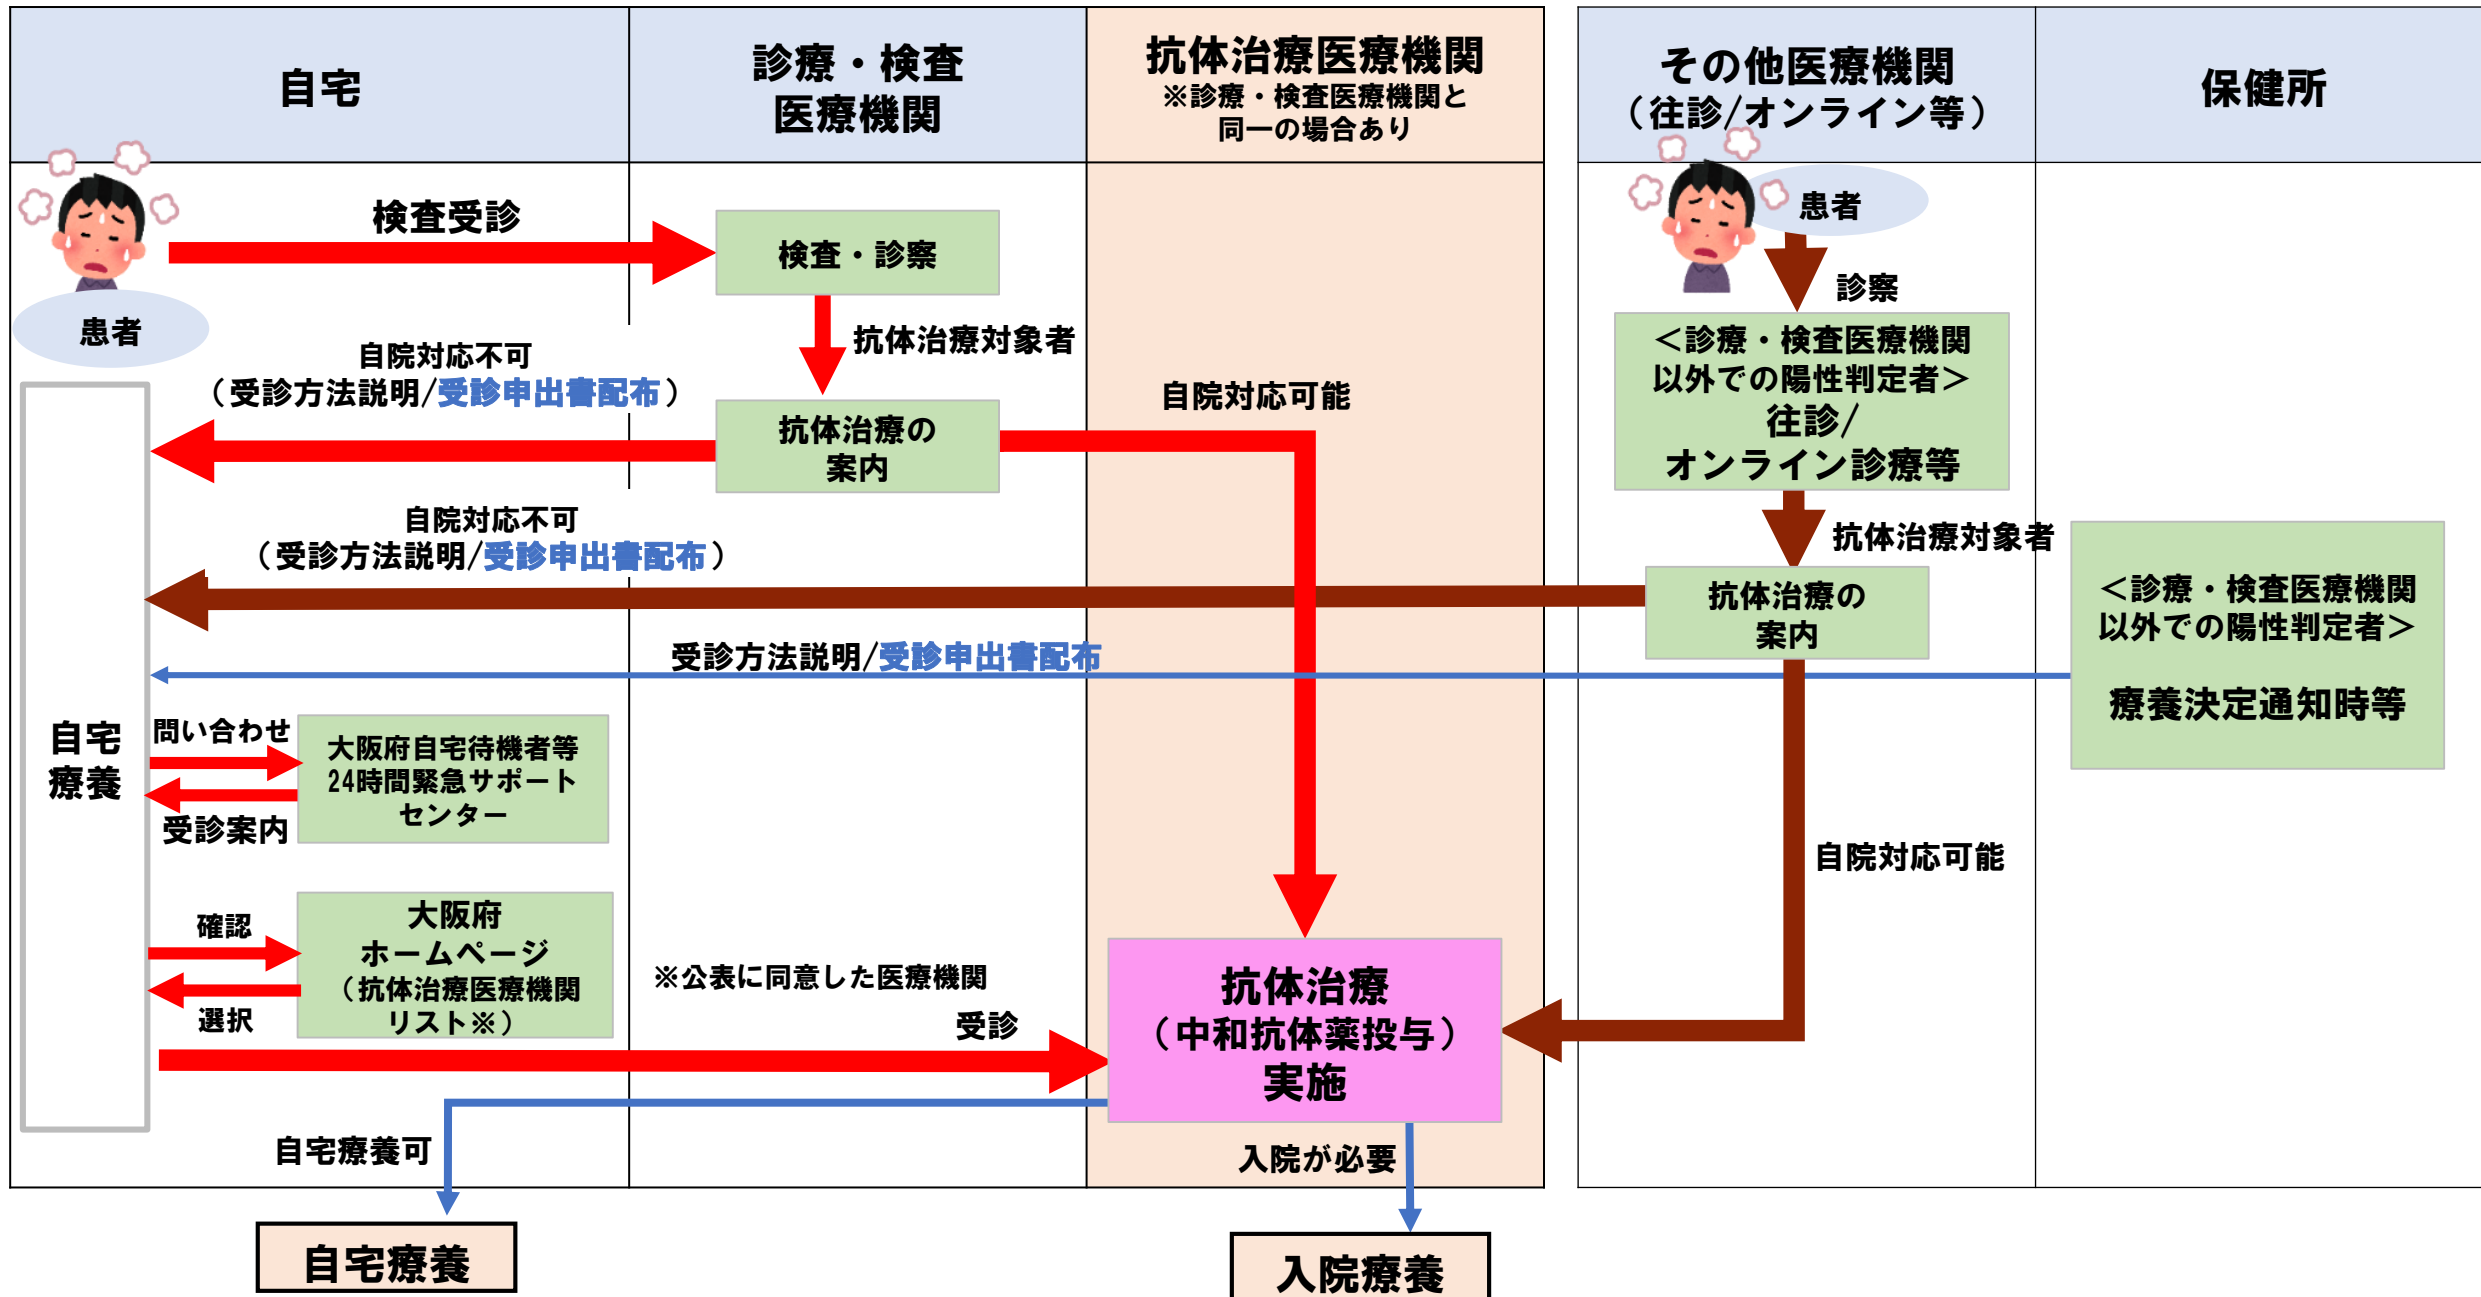 自宅
診療・検査
医療機関
抗体治療医療機関
※診療・検査医療機関と
同一の場合あり
その他医療機関
（往診/オンライン等）
保健所
患者
検査受診
検査・診察
抗体治療対象者
自院対応不可
（受診方法説明/受診申出書配布）
抗体治療の
案内
自院対応可能
患者
診察
＜診療・検査医療機関
以外での陽性判定者＞
往診/
オンライン診療等
抗体治療対象者
自院対応不可
（受診方法説明/受診申出書配布）
抗体治療の
案内
＜診療・検査医療機関
以外での陽性判定者＞
療養決定通知時等
受診方法説明/受診申出書配布
自宅
療養
問い合わせ
受診案内
大阪府自宅待機者等
24時間緊急サポート
センター
自院対応可能
確認
選択
大阪府
ホームページ
（抗体治療医療機関
リスト※）
※公表に同意した医療機関
受診
抗体治療
（中和抗体薬投与）
実施
自宅療養可
入院が必要
自宅療養
入院療養